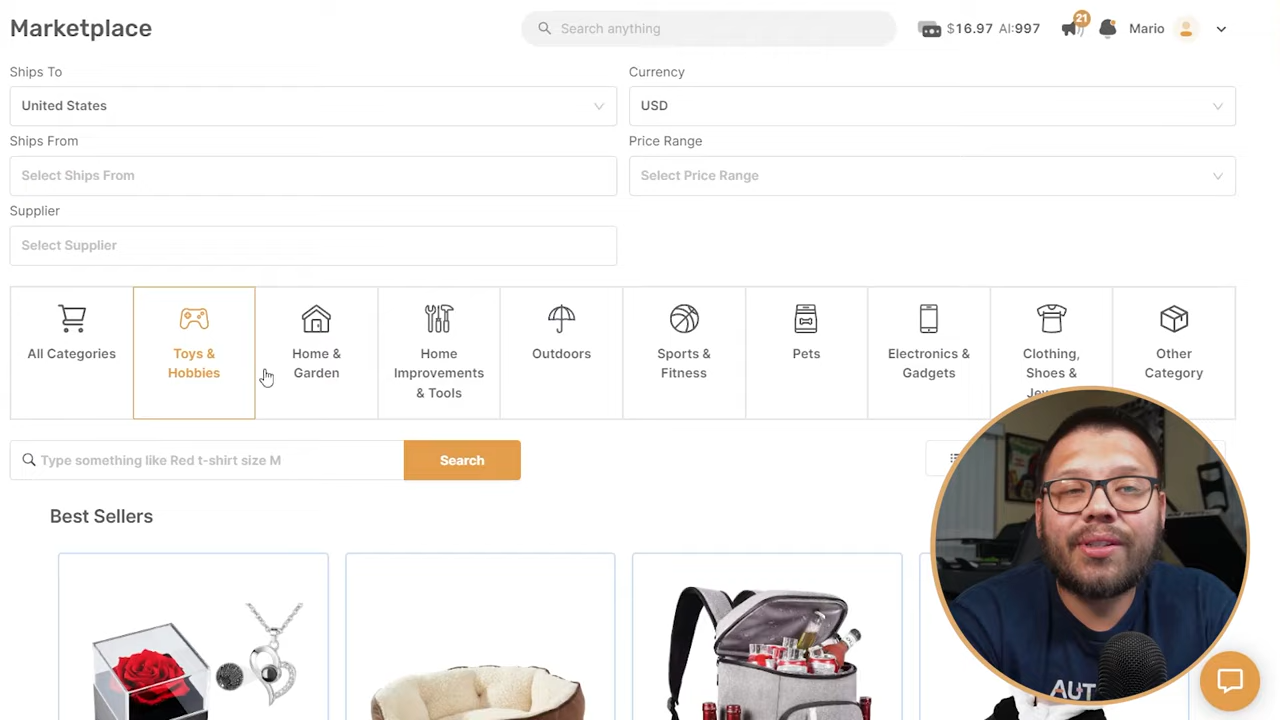 Marketplace
Search anything
$16.97 AI:997
21
Mario
Ships To
Currency
United States
USD
Ships From
Price Range
Select Ships From
Select Price Range
Supplier
Select Supplier
All Categories
Toys &
Hobbies
Home &
Garden
Home
Improvements
& Tools
Outdoors
Sports &
Fitness
Pets
Electronics &
Gadgets
Clothing,
Shoes &
Other
Category
Type something like Red t-shirt size M
Search
Best Sellers
AUT